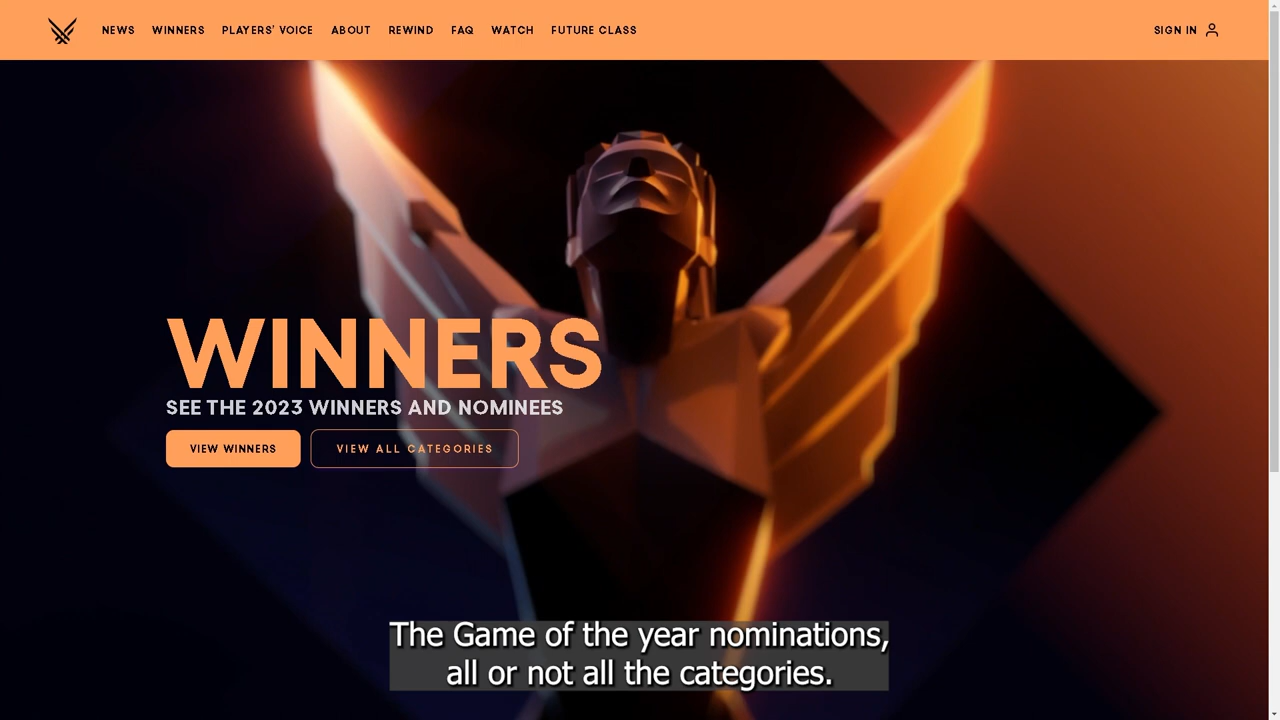 NEWS WINNERS PLAYERS' VOICE ABOUT REWIND FAQ WATCH FUTURE CLASS SIGN IN
WINNERS
SEE THE 2023 WINNERS AND NOMINEES
VIEW WINNERS VIEW ALL CATEGORIES
The Game of the year nominations,
all or not all the categories.